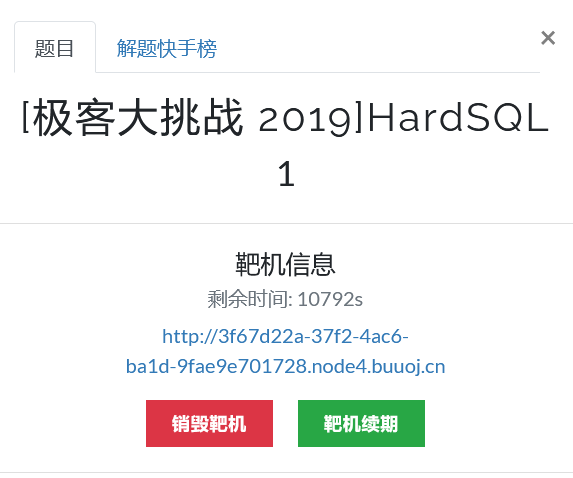 题目 解题快手榜 ×
[极客大挑战 2019]HardSQL
1
靶机信息
剩余时间: 10792s
http://3f67d22a-37f2-4ac6-
ba1d-9fae9e701728.node4.buuoj.cn
销毁靶机 靶机续期